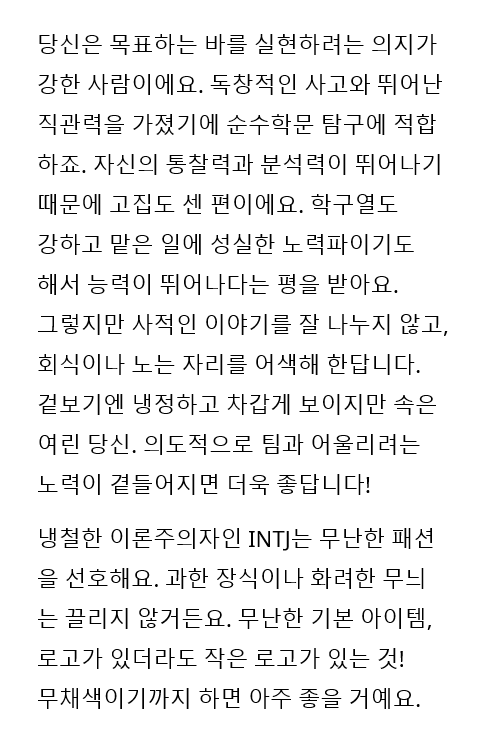 당신은 목표하는 바를 실현하려는 의지가
강한 사람이에요. 독창적인 사고와 뛰어난
직관력을 가졌기에 순수학문 탐구에 적합
하죠. 자신의 통찰력과 분석력이 뛰어나기
때문에 고집도 센 편이에요. 학구열도
강하고 맡은 일에 성실한 노력파이기도
해서 능력이 뛰어나다는 평을 받아요.
그렇지만 사적인 이야기를 잘 나누지 않고,
회식이나 노는 자리를 어색해 한답니다.
겉보기엔 냉정하고 차갑게 보이지만 속은
여린 당신. 의도적으로 팀과 어울리려는
노력이 곁들어지면 더욱 좋답니다!
냉철한 이론주의자인 INTJ는 무난한 패션
을 선호해요. 과한 장식이나 화려한 무늬
는 끌리지 않거든요. 무난한 기본 아이템,
로고가 있더라도 작은 로고가 있는 것!
무채색이기까지 하면 아주 좋을 거예요.